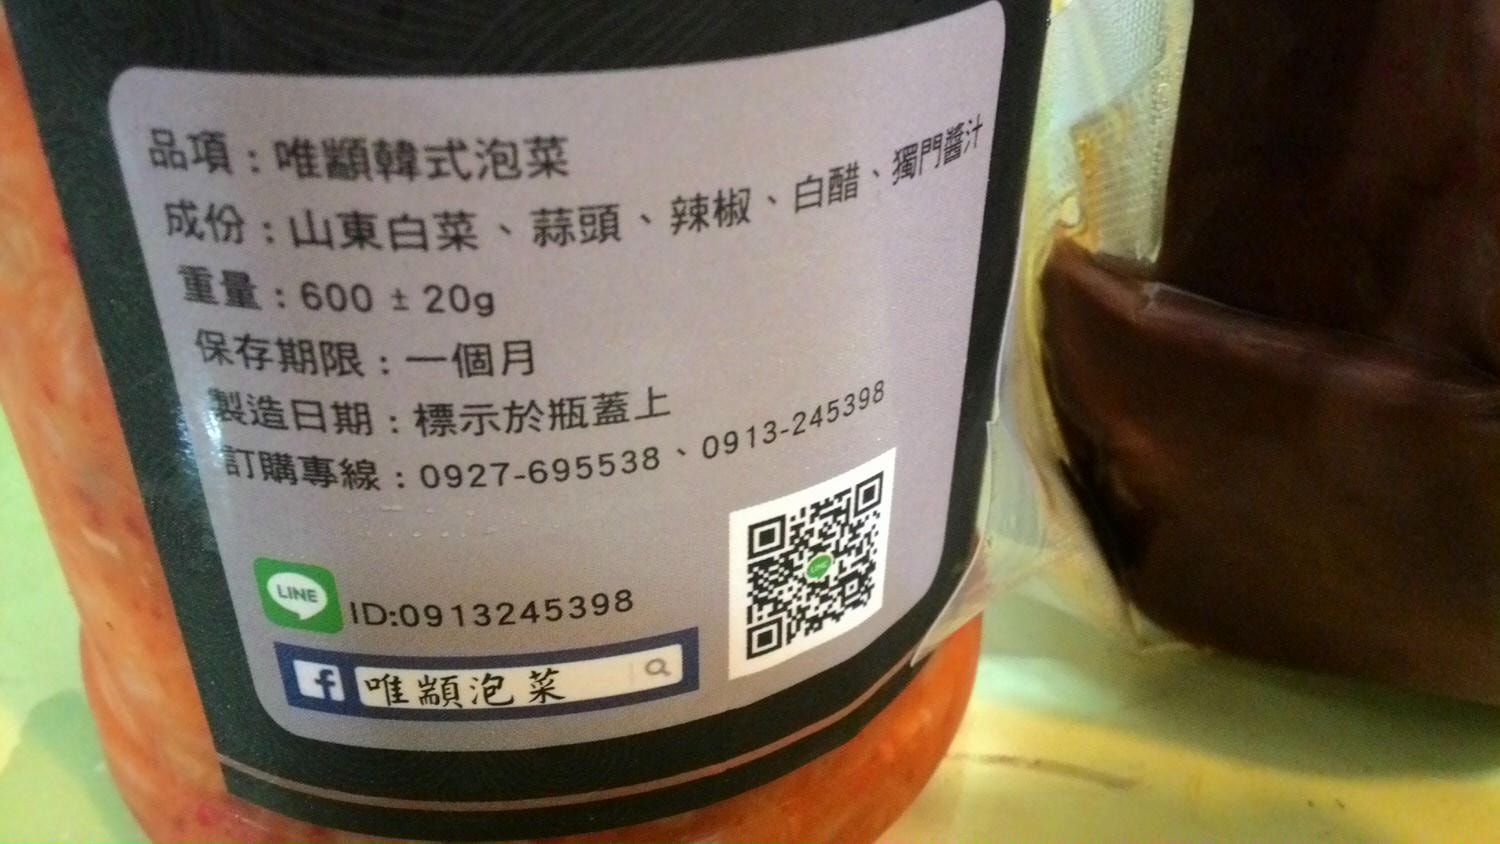 品項：唯顓韓式泡菜
成份：山東白菜、蒜頭、辣椒、白醋、獨門醬汁
重量：600 ± 20g
保存期限：一個月
製造日期：標示於瓶蓋上
訂購專線：0927-695538、0913-245398
LINE ID:0913245398
LINE
f 唯顓泡菜